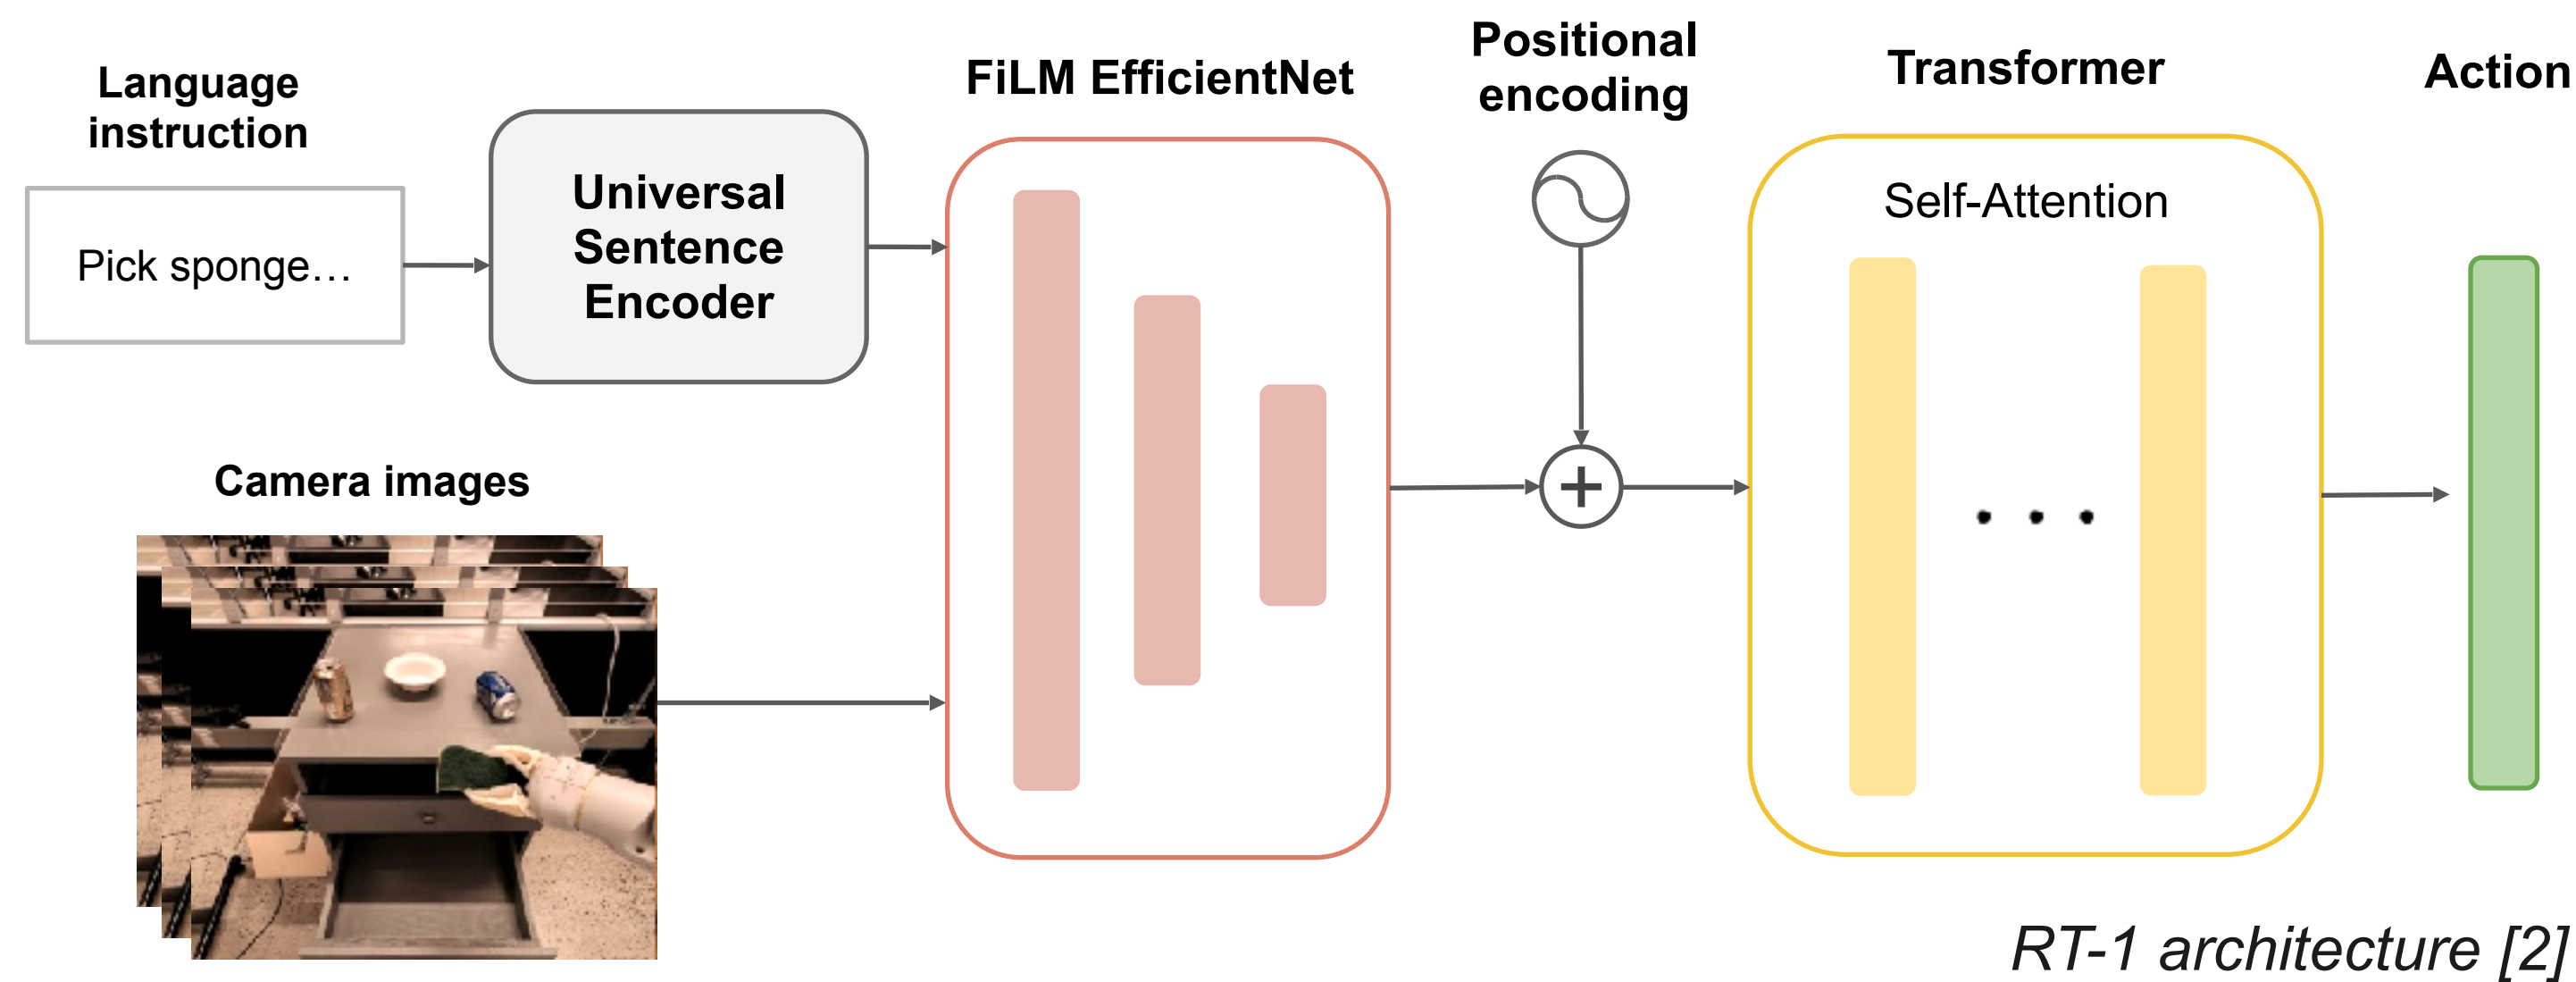 Language
instruction
Pick sponge…
Universal
Sentence
Encoder
Camera images
FiLM EfficientNet
Positional
encoding
+
Transformer
Self-Attention
Action
RT-1 architecture [2]